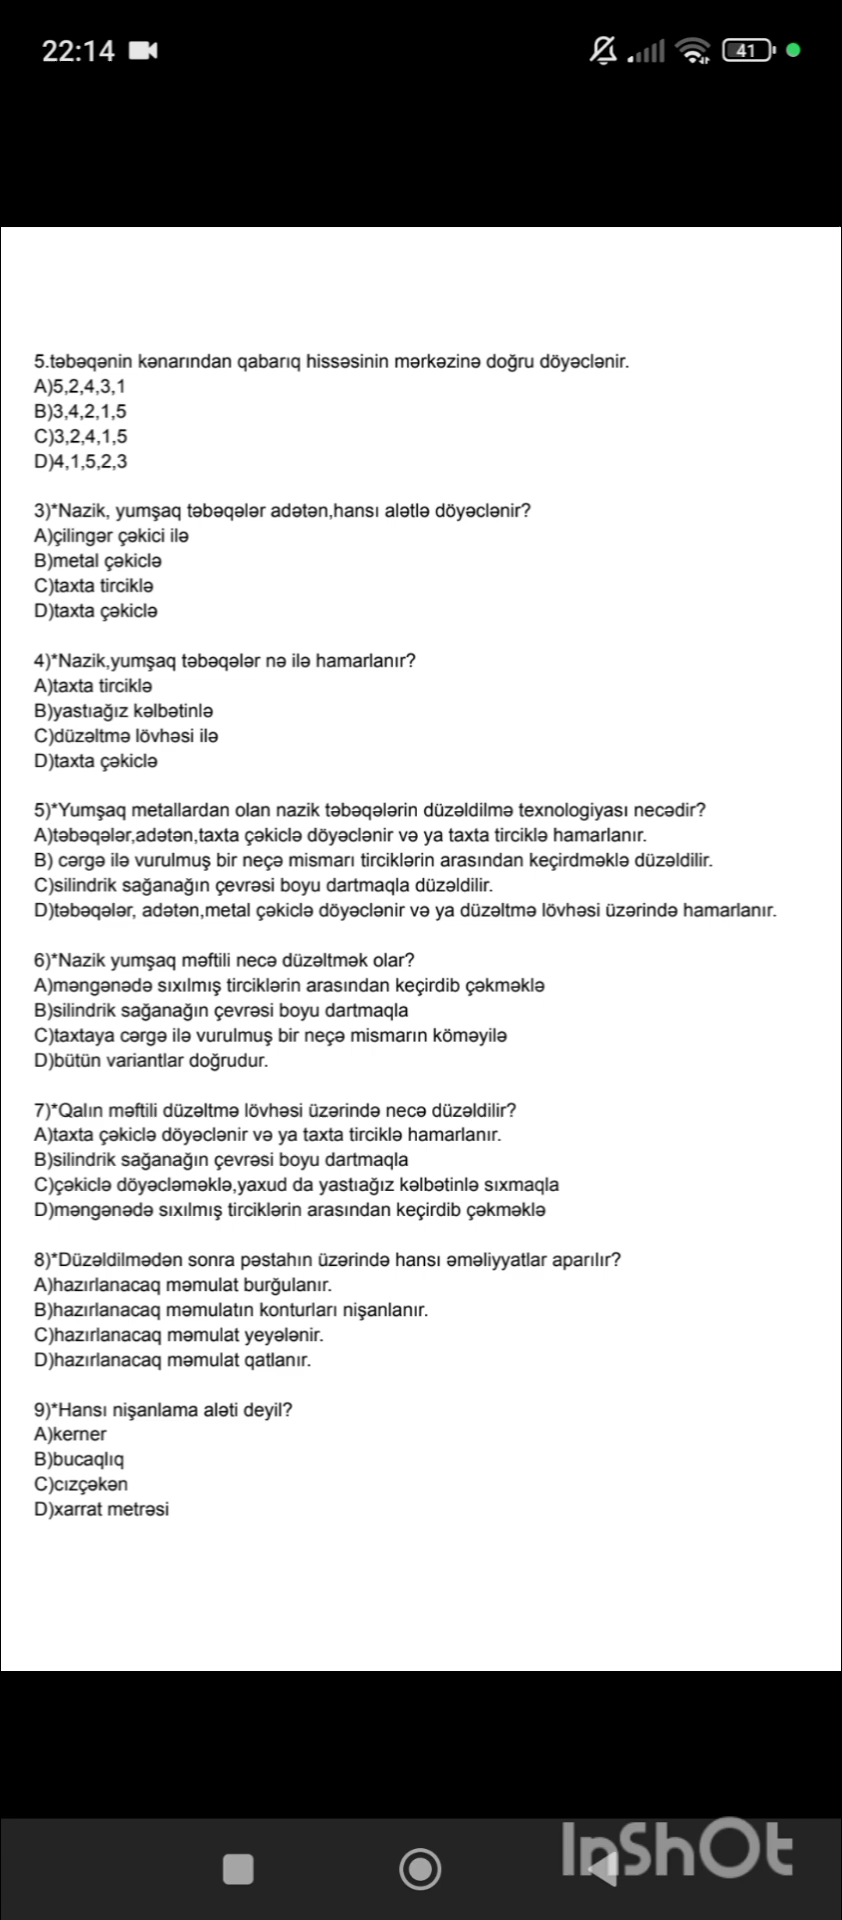 22:14
41
5.təbəqənin kənarından qabarıq hissəsinin mərkəzinə doğru döyəclənir.
A)5,2,4,3,1
B)3,4,2,1,5
C)3,2,4,1,5
D)4,1,5,2,3
3)*Nazik, yumşaq təbəqələr adətən,hansı alətlə döyəclənir?
A)çilingər çəkici ilə
B)metal çəkiclə
C)taxta tirciklə
D)taxta çəkiclə
4)*Nazik,yumşaq təbəqələr nə ilə hamarlanır?
A)taxta tirciklə
B)yastıağız kəlbətinlə
C)düzəltmə lövhəsi ilə
D)taxta çəkiclə
5)*Yumşaq metallardan olan nazik təbəqələrin düzəldilmə texnologiyası necədir?
A)təbəqələr,adətən,taxta çəkiclə döyəclənir və ya taxta tirciklə hamarlanır.
B) cərgə ilə vurulmuş bir neçə mismarı tirciklərin arasından keçirdməklə düzəldilir.
C)silindrik sağanağın çevrəsi boyu dartmaqla düzəldilir.
D)təbəqələr, adətən,metal çəkiclə döyəclənir və ya düzəltmə lövhəsi üzərində hamarlanır.
6)*Nazik yumşaq məftili necə düzəltmək olar?
A)məngənədə sıxılmış tirciklərin arasından keçirdib çəkməklə
B)silindrik sağanağın çevrəsi boyu dartmaqla
C)taxtaya cərgə ilə vurulmuş bir neçə mismarın köməyilə
D)bütün variantlar doğrudur.
7)*Qalın məftili düzəltmə lövhəsi üzərində necə düzəldilir?
A)taxta çəkiclə döyəclənir və ya taxta tirciklə hamarlanır.
B)silindrik sağanağın çevrəsi boyu dartmaqla
C)çəkiclə döyəcləməklə,yaxud da yastıağız kəlbətinlə sıxmaqla
D)məngənədə sıxılmış tirciklərin arasından keçirdib çəkməklə
8)*Düzəldilmədən sonra pəstahın üzərində hansı əməliyyatlar aparılır?
A)hazırlanacaq məmulat burğulanır.
B)hazırlanacaq məmulatın konturları nişanlanır.
C)hazırlanacaq məmulat yeyələnir.
D)hazırlanacaq məmulat qatlanır.
9)*Hansı nişanlama aləti deyil?
A)kerner
B)bucaqlıq
C)cızçəkən
D)xarrat metrəsi
InShOt